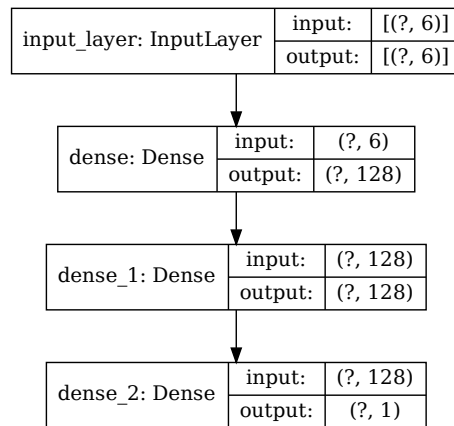 input_layer: InputLayer
input: [(?, 6)]
output: [(?, 6)]
dense: Dense
input: (?, 6)
output: (?, 128)
dense_1: Dense
input: (?, 128)
output: (?, 128)
dense_2: Dense
input: (?, 128)
output: (?, 1)